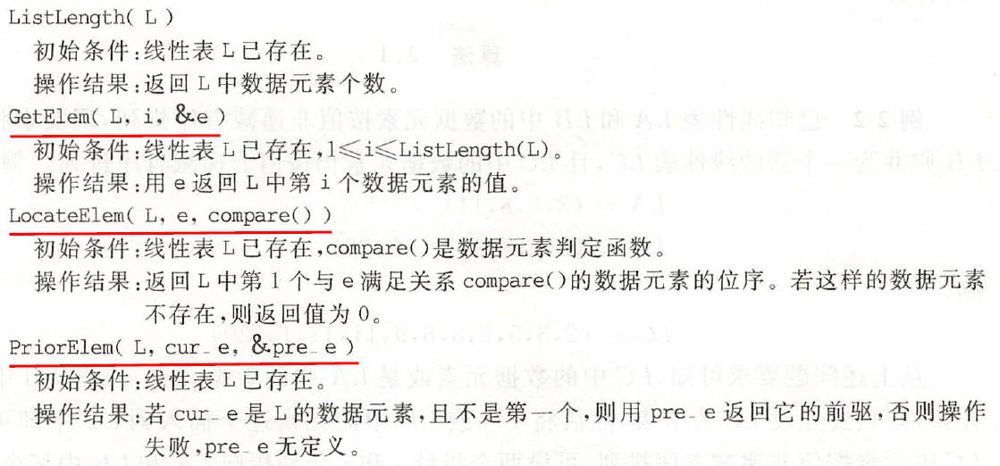 ListLength( L )
初始条件:线性表 L 已存在。
操作结果:返回 L 中数据元素个数。
GetElem( L, i, &e )
初始条件:线性表 L 已存在,1≤i≤ListLength(L)。
操作结果:用 e 返回 L 中第 i 个数据元素的值。
LocateElem( L, e, compare() )
初始条件:线性表 L 已存在,compare()是数据元素判定函数。
操作结果:返回 L 中第 1 个与 e 满足关系 compare()的数据元素的位序。若这样的数据元素
不存在,则返回值为 0。
PriorElem( L, cur_e, &pre_e )
初始条件:线性表 L 已存在。
操作结果:若 cur_e 是 L 的数据元素,且不是第一个,则用 pre_e 返回它的前驱,否则操作
失败,pre_e 无定义。